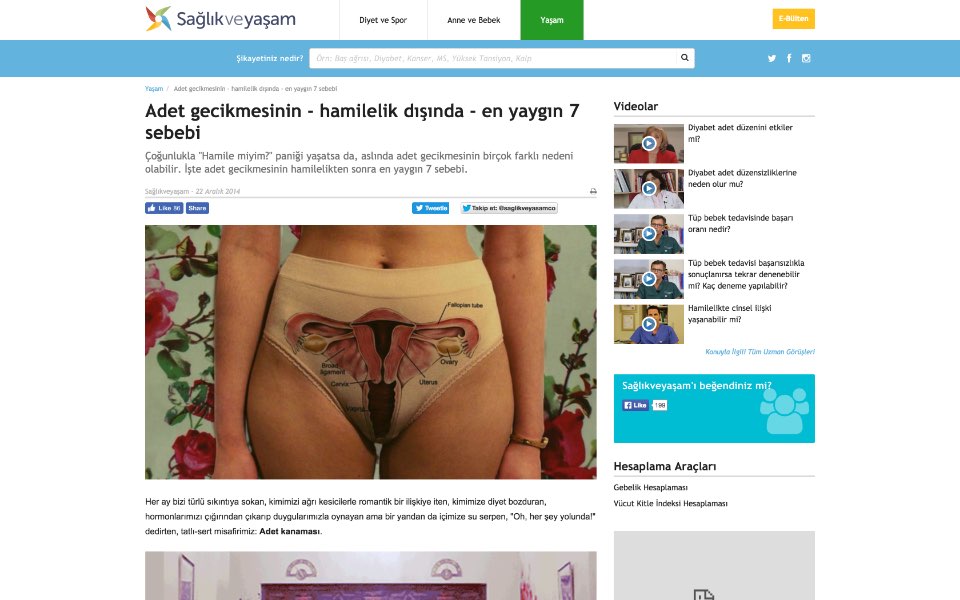 Sağlıkveyaşam
Diyet ve Spor
Anne ve Bebek
Yaşam
E-Bülten
Şikayetiniz nedir?
Örn: Baş ağrısı, Diyabet, Kanser, MS, Yüksek Tansiyon, Kalp
Yaşam / Adet gecikmesinin - hamilelik dışında - en yaygın 7 sebebi
Adet gecikmesinin - hamilelik dışında - en yaygın 7
sebebi
Çoğunlukla "Hamile miyim?" paniği yaşatsa da, aslında adet gecikmesinin birçok farklı nedeni
olabilir. İşte adet gecikmesinin hamilelikten sonra en yaygın 7 sebebi.
Sağlıkveyaşam - 22 Aralık 2014
Like 86
Share
Tweetle
Takip et: @saglikveyasamco
Fallopian tube
Broad
ligament
Ovary
Cervix
Uterus
Vagina
Her ay bizi türlü sıkıntıya sokan, kimimizi ağrı kesicilerle romantik bir ilişkiye iten, kimimize diyet bozduran,
hormonlarımızı çığırından çıkarıp duygularımızla oynayan ama bir yandan da içimize su serpen, "Oh, her şey yolunda!"
dedirten, tatlı-sert misafirimiz: Adet kanaması.
Videolar
Diyabet adet düzenini etkiler
mi?
Diyabet adet düzensizliklerine
neden olur mu?
Tüp bebek tedavisinde başarı
oranı nedir?
Tüp bebek tedavisi başarısızlıkla
sonuçlanırsa tekrar denenebilir
mi? Kaç deneme yapılabilir?
Hamilelikte cinsel ilişki
yaşanabilir mi?
Konuyla İlgili Tüm Uzman Görüşleri
Sağlıkveyaşam'ı beğendiniz mi?
Like 199
Hesaplama Araçları
Gebelik Hesaplaması
Vücut Kitle İndeksi Hesaplaması